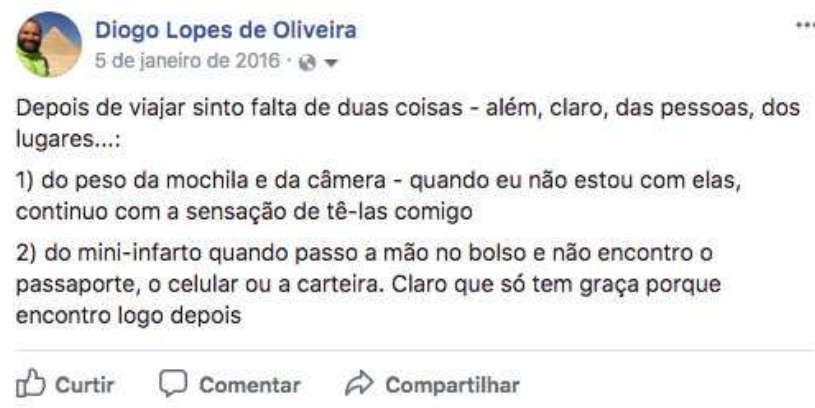 Diogo Lopes de Oliveira
5 de janeiro de 2016 ·
Depois de viajar sinto falta de duas coisas - além, claro, das pessoas, dos
lugares...:
1) do peso da mochila e da câmera - quando eu não estou com elas,
continuo com a sensação de tê-las comigo
2) do mini-infarto quando passo a mão no bolso e não encontro o
passaporte, o celular ou a carteira. Claro que só tem graça porque
encontro logo depois
Curtir Comentar Compartilhar